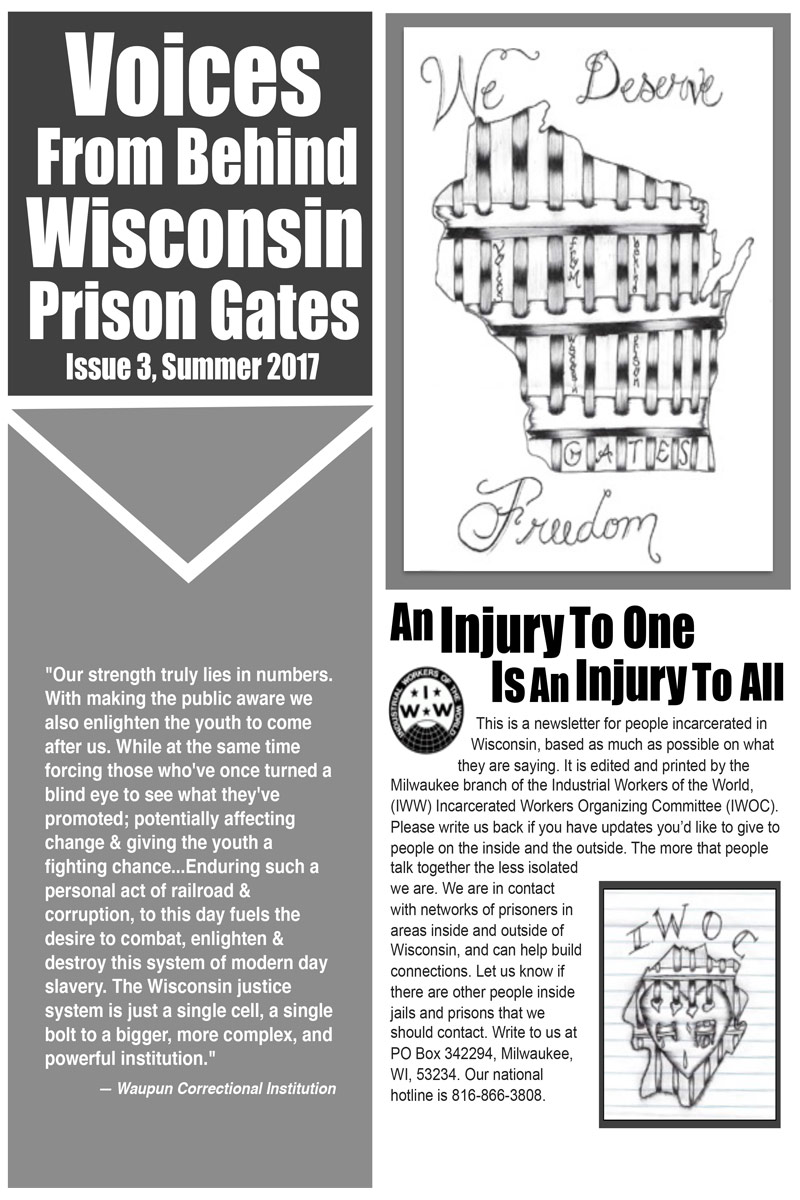 Voices
From Behind
Wisconsin
Prison Gates
Issue 3, Summer 2017
"Our strength truly lies in numbers.
With making the public aware we
also enlighten the youth to come
after us. While at the same time
forcing those who've once turned a
blind eye to see what they've
promoted; potentially affecting
change & giving the youth a
fighting chance...Enduring such a
personal act of railroad &
corruption, to this day fuels the
desire to combat, enlighten &
destroy this system of modern day
slavery. The Wisconsin justice
system is just a single cell, a single
bolt to a bigger, more complex, and
powerful institution."
— Waupun Correctional Institution
We Deserve
Voices
from
behind
Wisconsin
prison
GATES
Freedom
An Injury To One
Is An Injury To All
INDUSTRIAL WORKERS OF THE WORLD
I
W W
This is a newsletter for people incarcerated in
Wisconsin, based as much as possible on what
they are saying. It is edited and printed by the
Milwaukee branch of the Industrial Workers of the World,
(IWW) Incarcerated Workers Organizing Committee (IWOC).
Please write us back if you have updates you'd like to give to
people on the inside and the outside. The more that people
talk together the less isolated
we are. We are in contact
with networks of prisoners in
areas inside and outside of
Wisconsin, and can help build
connections. Let us know if
there are other people inside
jails and prisons that we
should contact. Write to us at
PO Box 342294, Milwaukee,
WI, 53234. Our national
hotline is 816-866-3808.
IWOC